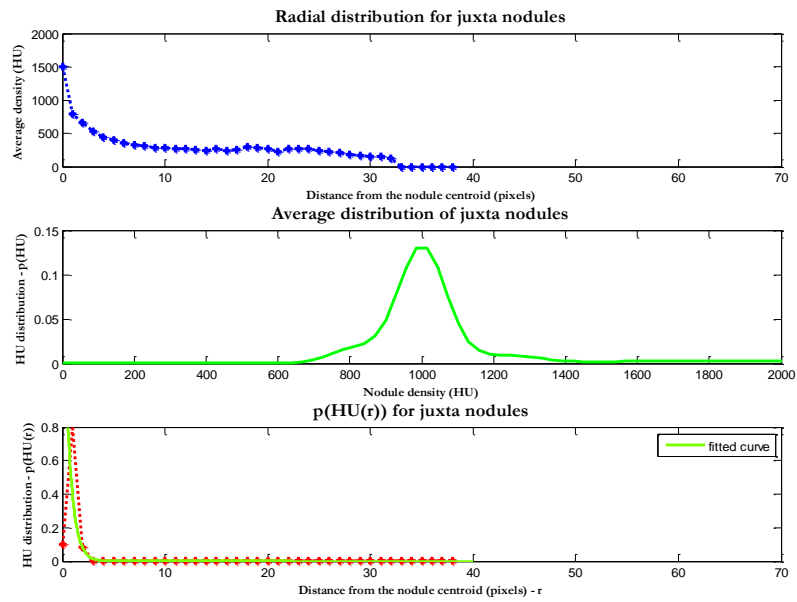 Radial distribution for juxta nodules
2000
1500
1000
500
0
Average density (HU)
0 10 20 30 40 50 60 70
Distance from the nodule centroid (pixels)
Average distribution of juxta nodules
0.15
0.1
0.05
0
HU distribution - p(HU)
0 200 400 600 800 1000 1200 1400 1600 1800 2000
Nodule density (HU)
p(HU(r)) for juxta nodules
0.8
0.6
0.4
0.2
0
HU distribution - p(HU(r))
fitted curve
0 10 20 30 40 50 60 70
Distance from the nodule centroid (pixels) - r